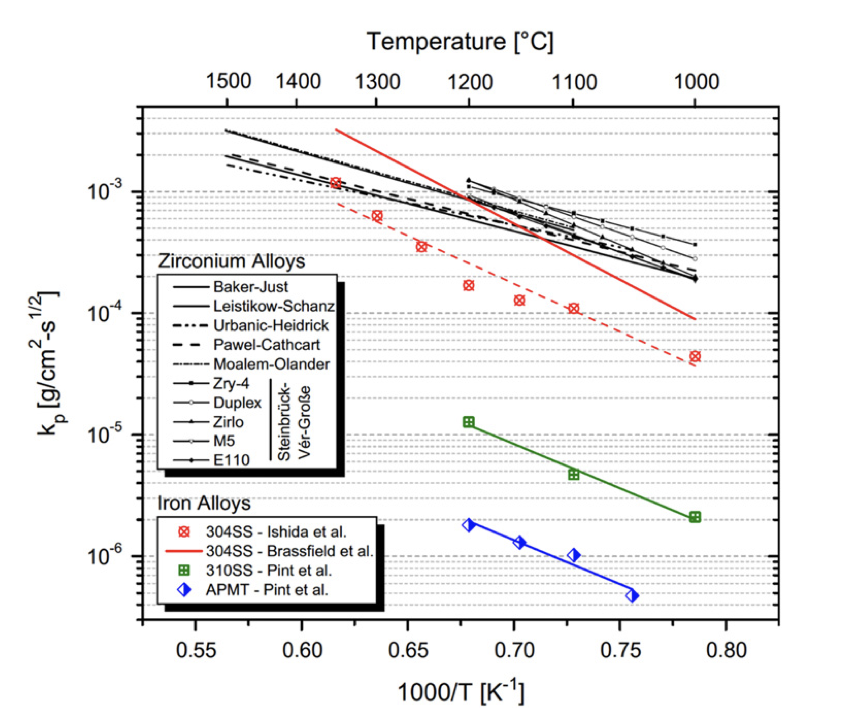 Temperature [°C]
1500 1400 1300 1200 1100 1000
10⁻³
10⁻⁴
10⁻⁵
10⁻⁶
kₚ [g/cm²-s¹ᐟ²]
Zirconium Alloys
Baker-Just
Leistikow-Schanz
Urbanic-Heidrick
Pawel-Cathcart
Moalem-Olander
Zry-4
Duplex
Zirlo
M5
E110
Steinbrück-
Vér-Große
Iron Alloys
304SS - Ishida et al.
304SS - Brassfield et al.
310SS - Pint et al.
APMT - Pint et al.
0.55 0.60 0.65 0.70 0.75 0.80
1000/T [K⁻¹]